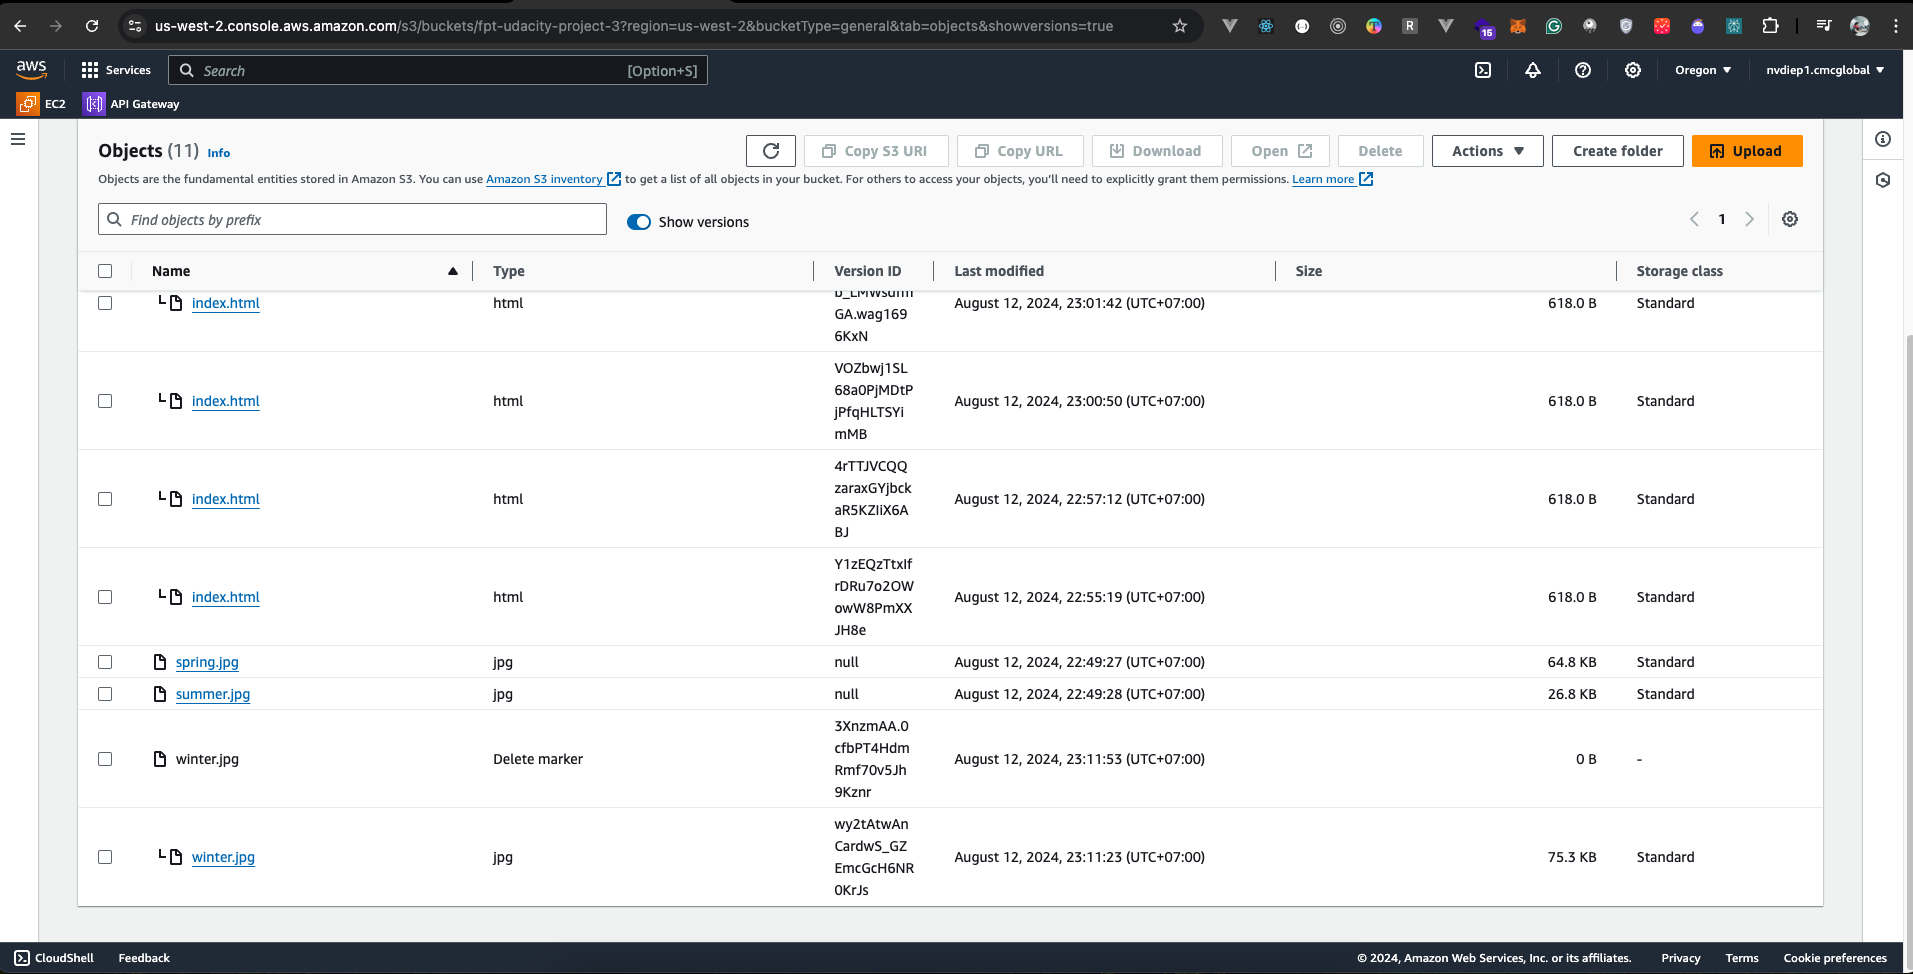 us-west-2.console.aws.amazon.com/s3/buckets/fpt-udacity-project-3?region=us-west-2&bucketType=general&tab=objects&showversions=true
15
aws Services Search [Option+S] Oregon nvdiep1.cmcglobal
EC2 API Gateway
Objects (11) Info Copy S3 URI Copy URL Download Open Delete Actions Create folder Upload
Objects are the fundamental entities stored in Amazon S3. You can use Amazon S3 inventory to get a list of all objects in your bucket. For others to access your objects, you'll need to explicitly grant them permissions. Learn more
Find objects by prefix Show versions 1
Name Type Version ID Last modified Size Storage class
index.html html August 12, 2024, 23:01:42 (UTC+07:00) 618.0 B Standard
GA.wag169
6KxN
VOZbwj1SL
68a0PjMDtP
index.html html jPfqHLTSYi August 12, 2024, 23:00:50 (UTC+07:00) 618.0 B Standard
mMB
4rTTJVCQQ
zaraxGYjbck
index.html html aR5KZIiX6A August 12, 2024, 22:57:12 (UTC+07:00) 618.0 B Standard
BJ
Y1zEQzTtxIf
rDRu7o2OW
index.html html owW8PmXX August 12, 2024, 22:55:19 (UTC+07:00) 618.0 B Standard
JH8e
spring.jpg jpg null August 12, 2024, 22:49:27 (UTC+07:00) 64.8 KB Standard
summer.jpg jpg null August 12, 2024, 22:49:28 (UTC+07:00) 26.8 KB Standard
3XnzmAA.0
cfbPT4Hdm
winter.jpg Delete marker Rmf70v5Jh August 12, 2024, 23:11:53 (UTC+07:00) 0 B -
9Kznr
wy2tAtwAn
CardwS_GZ
winter.jpg jpg EmcGcH6NR August 12, 2024, 23:11:23 (UTC+07:00) 75.3 KB Standard
0KrJs
CloudShell Feedback © 2024, Amazon Web Services, Inc. or its affiliates. Privacy Terms Cookie preferences